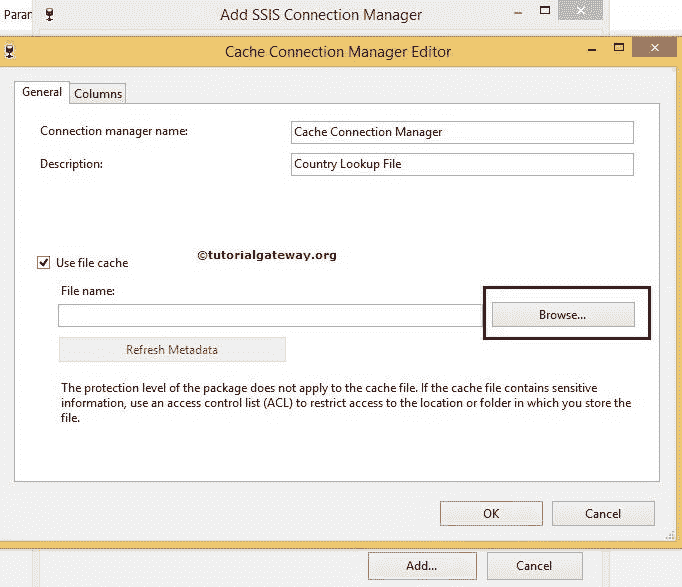 Param
Add SSIS Connection Manager
Cache Connection Manager Editor
General
Columns
Connection manager name:
Cache Connection Manager
Description:
Country Lookup File
©tutorialgateway.org
Use file cache
File name:
Browse...
Refresh Metadata
The protection level of the package does not apply to the cache file. If the cache file contains sensitive
information, use an access control list (ACL) to restrict access to the location or folder in which you store the
file.
OK
Cancel
Add...
Cancel